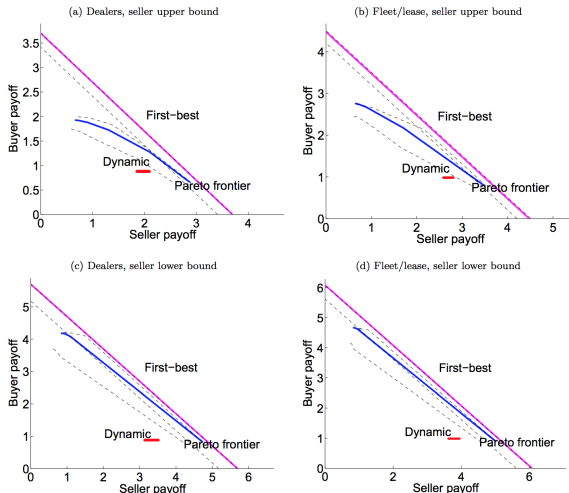 (a) Dealers, seller upper bound
3.5
3
2.5
2
1.5
1
0.5
0
Buyer payoff
First−best
Dynamic
Pareto frontier
0 1 2 3 4
Seller payoff
(b) Fleet/lease, seller upper bound
4
3
2
1
0
Buyer payoff
First−best
Dynamic
Pareto frontier
0 1 2 3 4 5
Seller payoff
(c) Dealers, seller lower bound
5
4
3
2
1
0
Buyer payoff
First−best
Dynamic
Pareto frontier
0 1 2 3 4 5 6
Seller payoff
(d) Fleet/lease, seller lower bound
6
5
4
3
2
1
0
Buyer payoff
First−best
Dynamic
Pareto frontier
0 2 4 6
Seller payoff